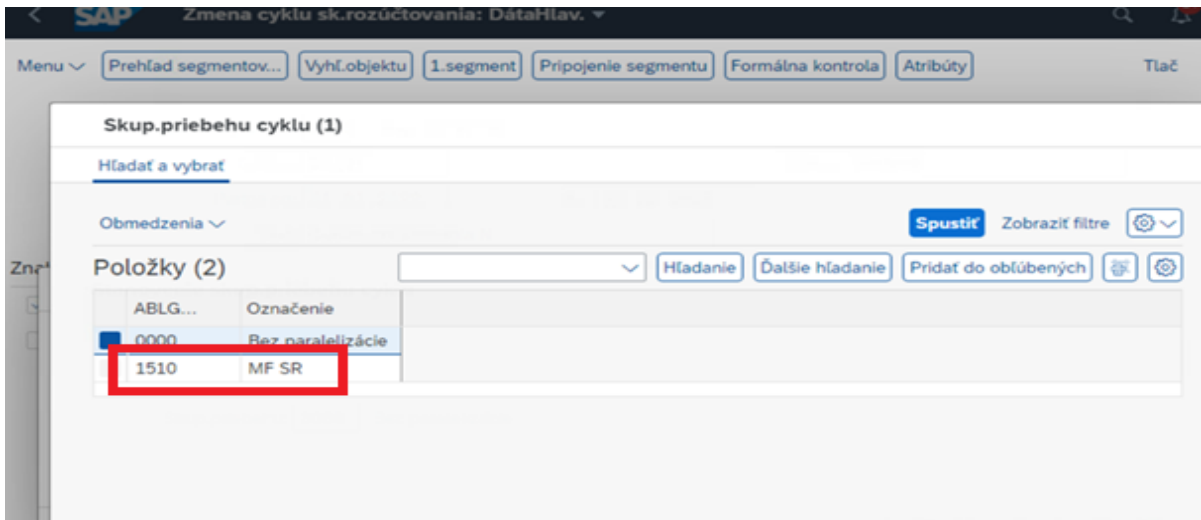 SAP Zmena cyklu sk.rozúčtovania: DátaHlav.
Menu Prehľad segmentov... Vyhľ.objektu 1.segment Pripojenie segmentu Formálna kontrola Atribúty Tlač
Skup.priebehu cyklu (1)
Hľadať a vybrať
Obmedzenia Spustiť Zobraziť filtre
Položky (2) Hľadanie Ďalšie hľadanie Pridať do obľúbených
ABLG... Označenie
0000 Bez paralelizácie
1510 MF SR